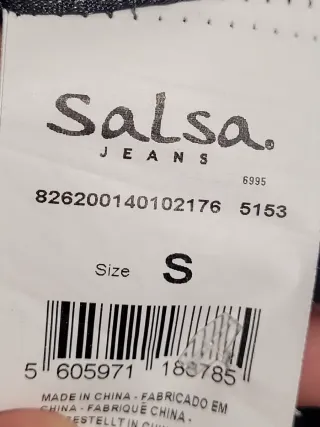 Salsa.
JEANS
6995
826200140102176 5153
Size S
5 605971 188785
MADE IN CHINA - FABRICADO EM
CHINA - FABRIQUÉ CHINA -